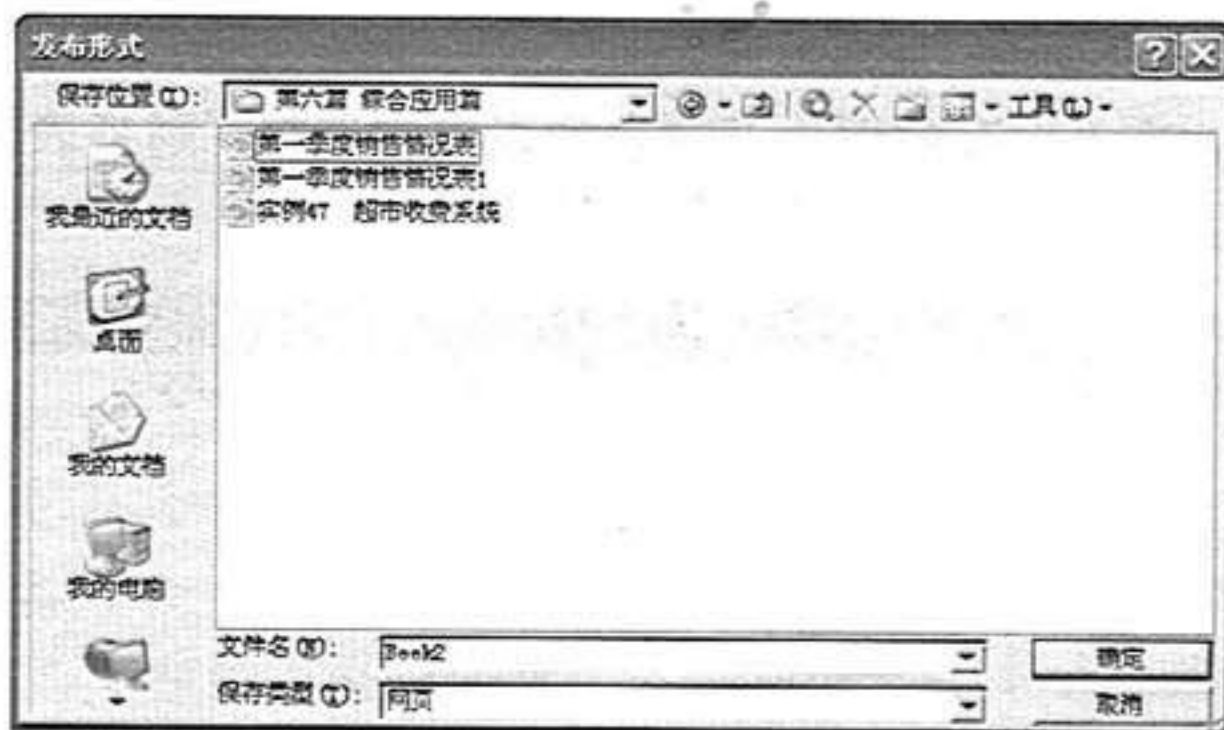 发布形式
保存位置(I): 第六篇 综合应用篇 工具(L)
第一季度销售情况表
第一季度销售情况表1
实例47 超市收费系统
我最近的文档
桌面
我的文档
我的电脑
文件名(N): Book2 确定
保存类型(T): 网页 取消